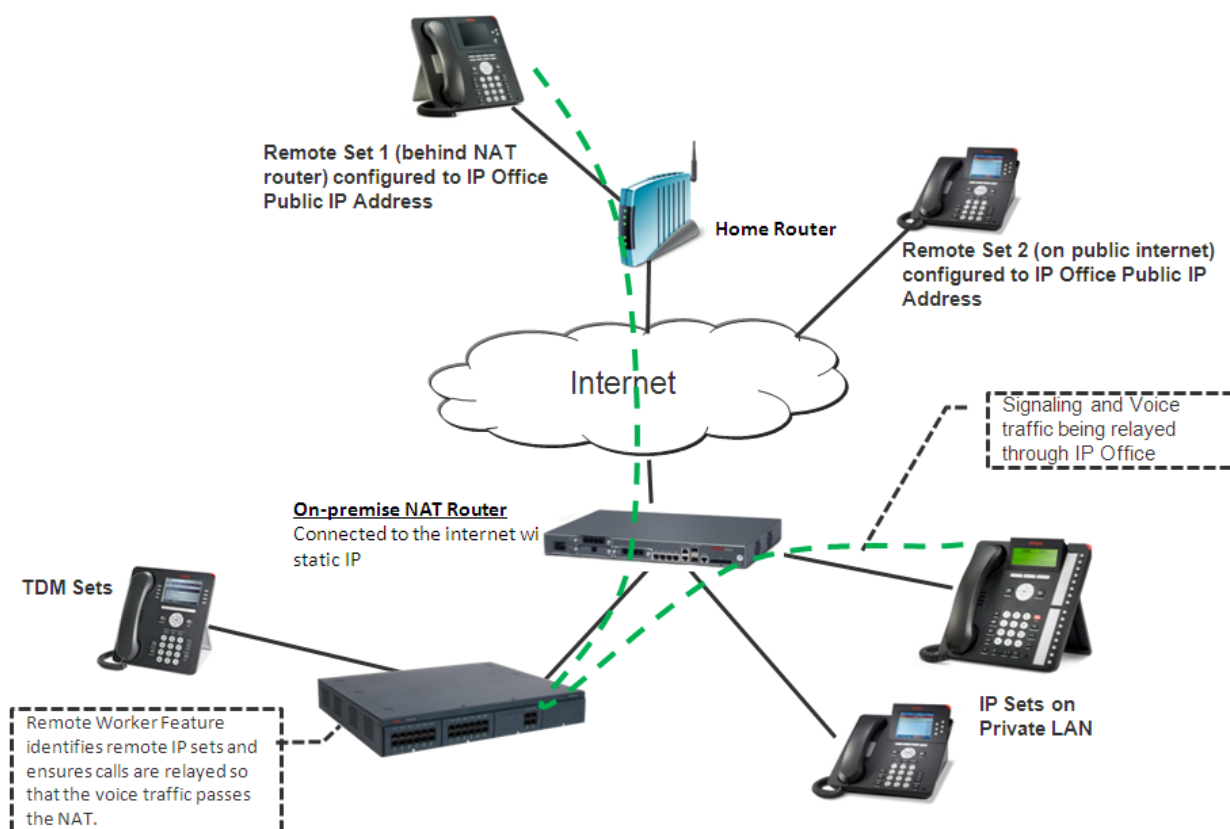 Remote Set 1 (behind NAT
router) configured to IP Office
Public IP Address
Home Router
Remote Set 2 (on public internet)
configured to IP Office Public IP
Address
Internet
Signaling and Voice
traffic being relayed
through IP Office
On-premise NAT Router
Connected to the internet wi
static IP
TDM Sets
IP Sets on
Private LAN
Remote Worker Feature
identifies remote IP sets and
ensures calls are relayed so
that the voice traffic passes
the NAT.